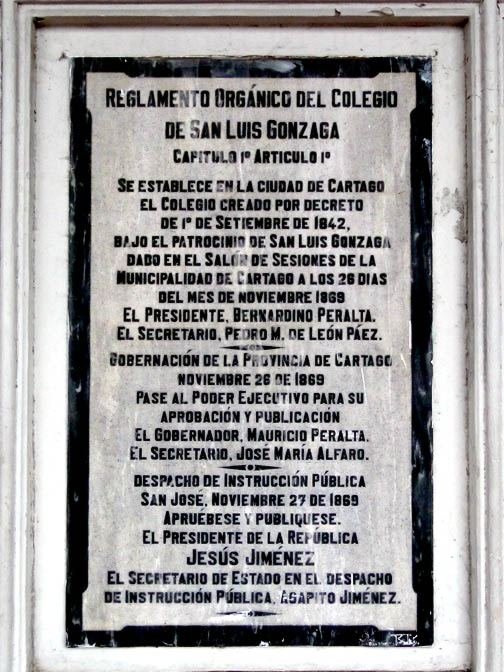 REGLAMENTO ORGÁNICO DEL COLEGIO
DE SAN LUIS GONZAGA
CAPITULO 1º ARTICULO 1º
SE ESTABLECE EN LA CIUDAD DE CARTAGO
EL COLEGIO CREADO POR DECRETO
DE 1º DE SETIEMBRE DE 1842,
BAJO EL PATROCINIO DE SAN LUIS GONZAGA
DADO EN EL SALÓN DE SESIONES DE LA
MUNICIPALIDAD DE CARTAGO A LOS 26 DIAS
DEL MES DE NOVIEMBRE 1869
EL PRESIDENTE, BERNARDINO PERALTA.
EL SECRETARIO, PEDRO M. DE LEÓN PÁEZ.
GOBERNACIÓN DE LA PROVINCIA DE CARTAGO
NOVIEMBRE 26 DE 1869
PASE AL PODER EJECUTIVO PARA SU
APROBACIÓN Y PUBLICACIÓN
EL GOBERNADOR, MAURICIO PERALTA.
EL SECRETARIO, JOSÉ MARÍA ALFARO.
DESPACHO DE INSTRUCCIÓN PÚBLICA
SAN JOSÉ, NOVIEMBRE 27 DE 1869
APRUÉBESE Y PUBLIQUESE.
EL PRESIDENTE DE LA REPÚBLICA
JESÚS JIMÉNEZ
EL SECRETARIO DE ESTADO EN EL DESPACHO
DE INSTRUCCIÓN PÚBLICA, AGAPITO JIMÉNEZ.